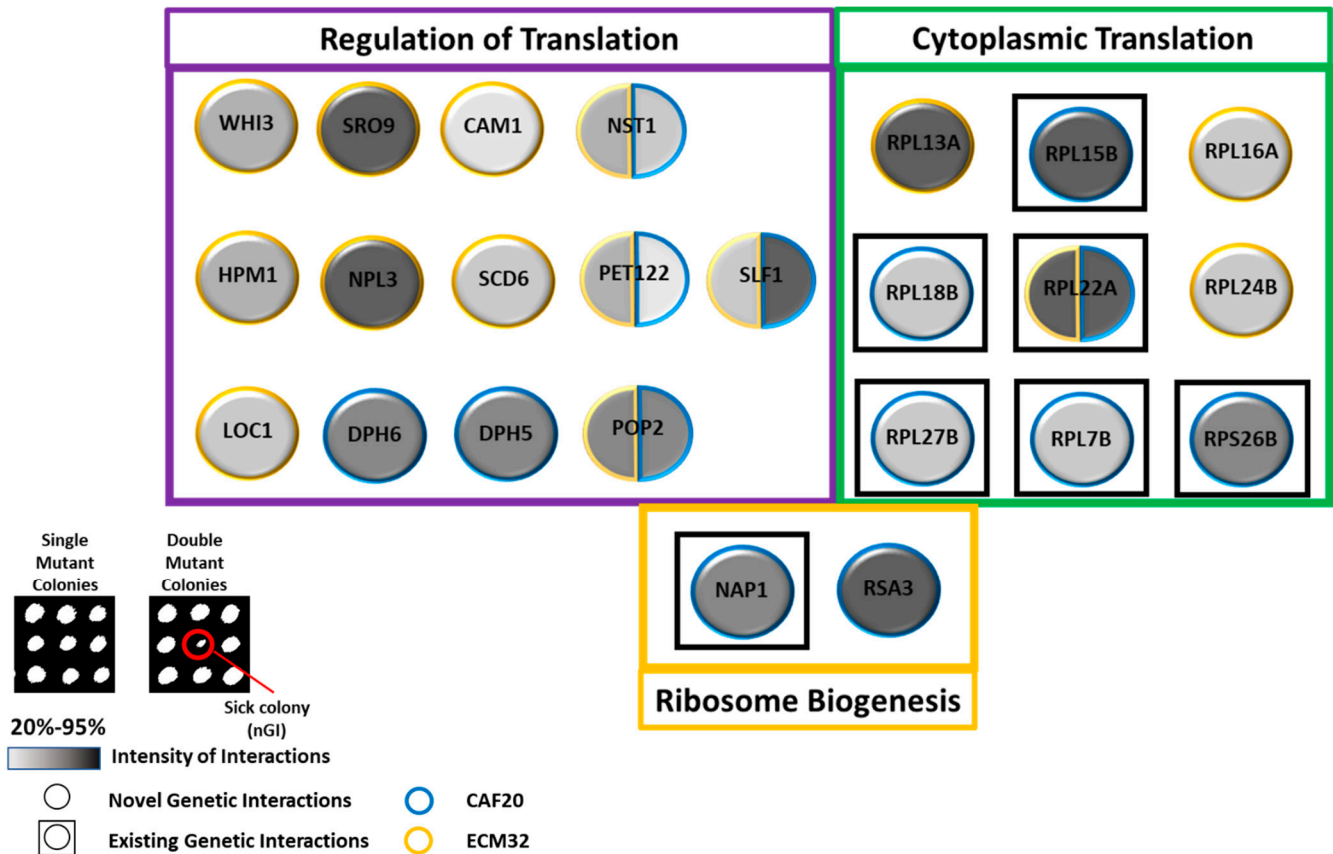 Regulation of Translation
Cytoplasmic Translation
WHI3
SRO9
CAM1
NST1
RPL13A
RPL15B
RPL16A
HPM1
NPL3
SCD6
PET122
SLF1
RPL18B
RPL22A
RPL24B
LOC1
DPH6
DPH5
POP2
RPL27B
RPL7B
RPS26B
NAP1
RSA3
Ribosome Biogenesis
Single
Mutant
Colonies
Double
Mutant
Colonies
Sick colony
(nGI)
20%-95%
Intensity of Interactions
Novel Genetic Interactions
CAF20
Existing Genetic Interactions
ECM32